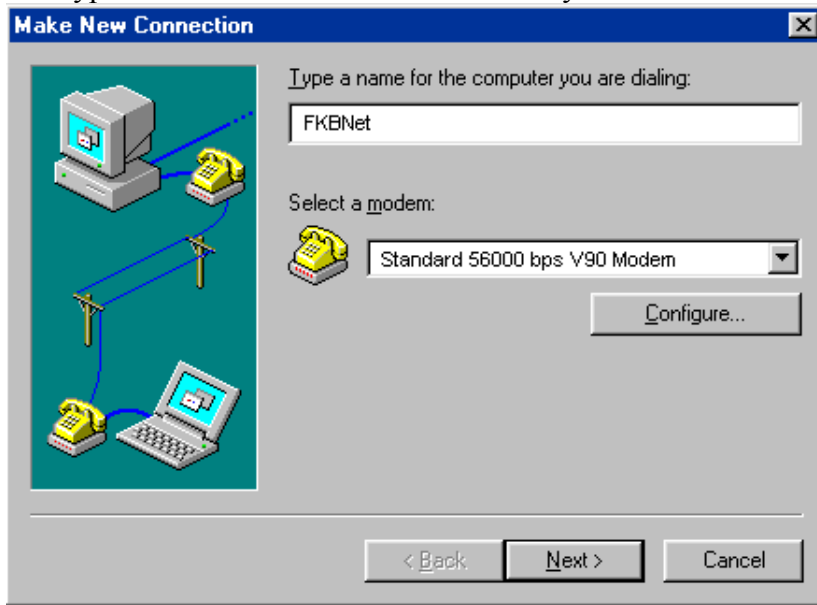 Make New Connection
Type a name for the computer you are dialing:
FKBNet
Select a modem:
Standard 56000 bps V90 Modem
Configure...
< Back
Next >
Cancel